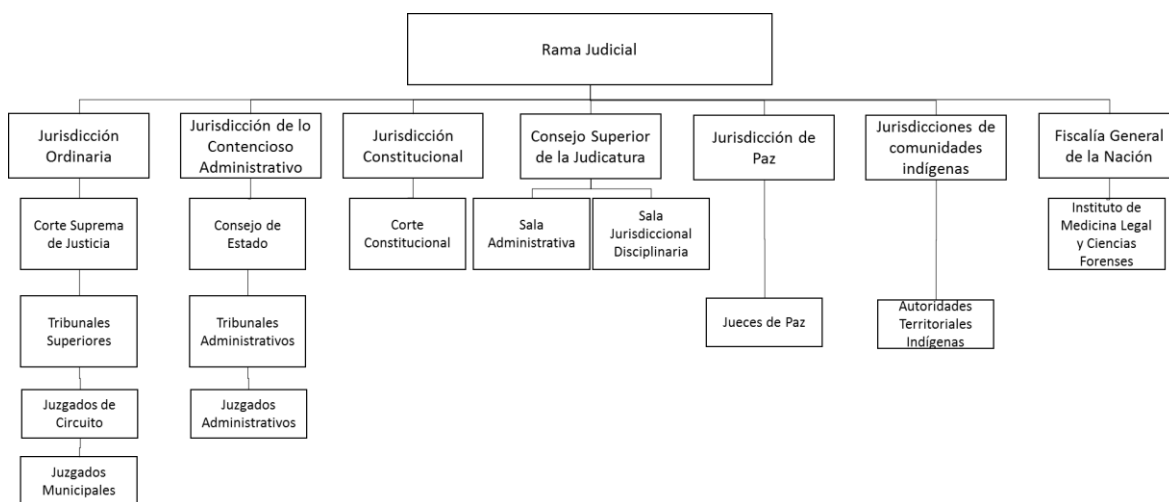 Rama Judicial
Jurisdicción
Ordinaria
Jurisdicción de lo
Contencioso
Administrativo
Jurisdicción
Constitucional
Consejo Superior
de la Judicatura
Jurisdicción de
Paz
Jurisdicciones de
comunidades
indígenas
Fiscalía General
de la Nación
Corte Suprema
de Justicia
Consejo de
Estado
Corte
Constitucional
Sala
Administrativa
Sala
Jurisdiccional
Disciplinaria
Instituto de
Medicina Legal
y Ciencias
Forenses
Tribunales
Superiores
Tribunales
Administrativos
Jueces de Paz
Autoridades
Territoriales
Indígenas
Juzgados de
Circuito
Juzgados
Administrativos
Juzgados
Municipales